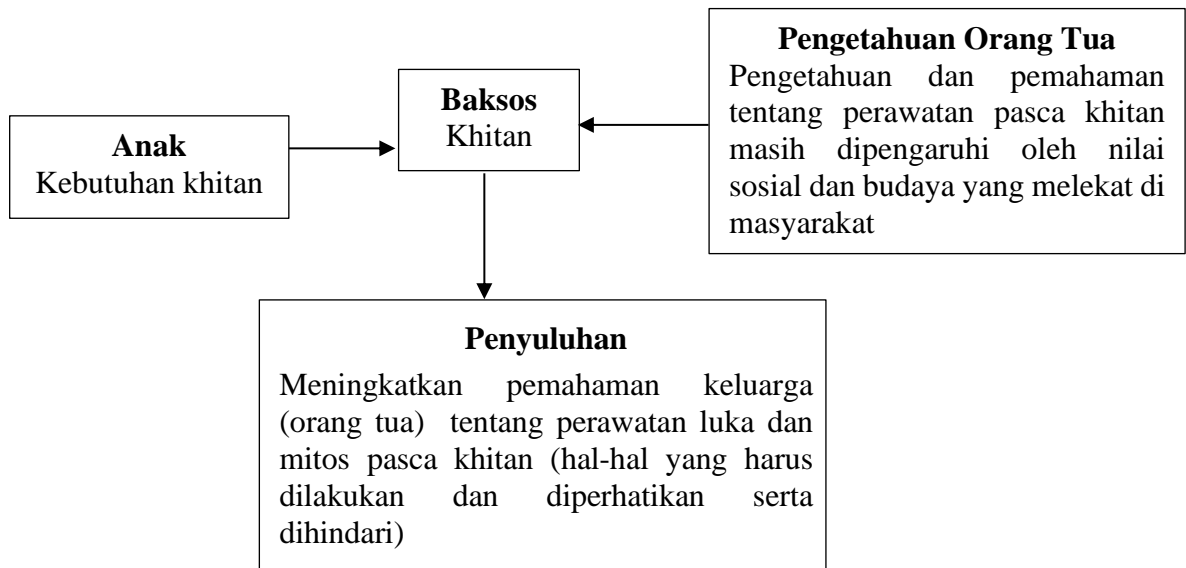 Anak
Kebutuhan khitan
Baksos
Khitan
Pengetahuan Orang Tua
Pengetahuan dan pemahaman
tentang perawatan pasca khitan
masih dipengaruhi oleh nilai
sosial dan budaya yang melekat di
masyarakat
Penyuluhan
Meningkatkan pemahaman keluarga
(orang tua) tentang perawatan luka dan
mitos pasca khitan (hal-hal yang harus
dilakukan dan diperhatikan serta
dihindari)